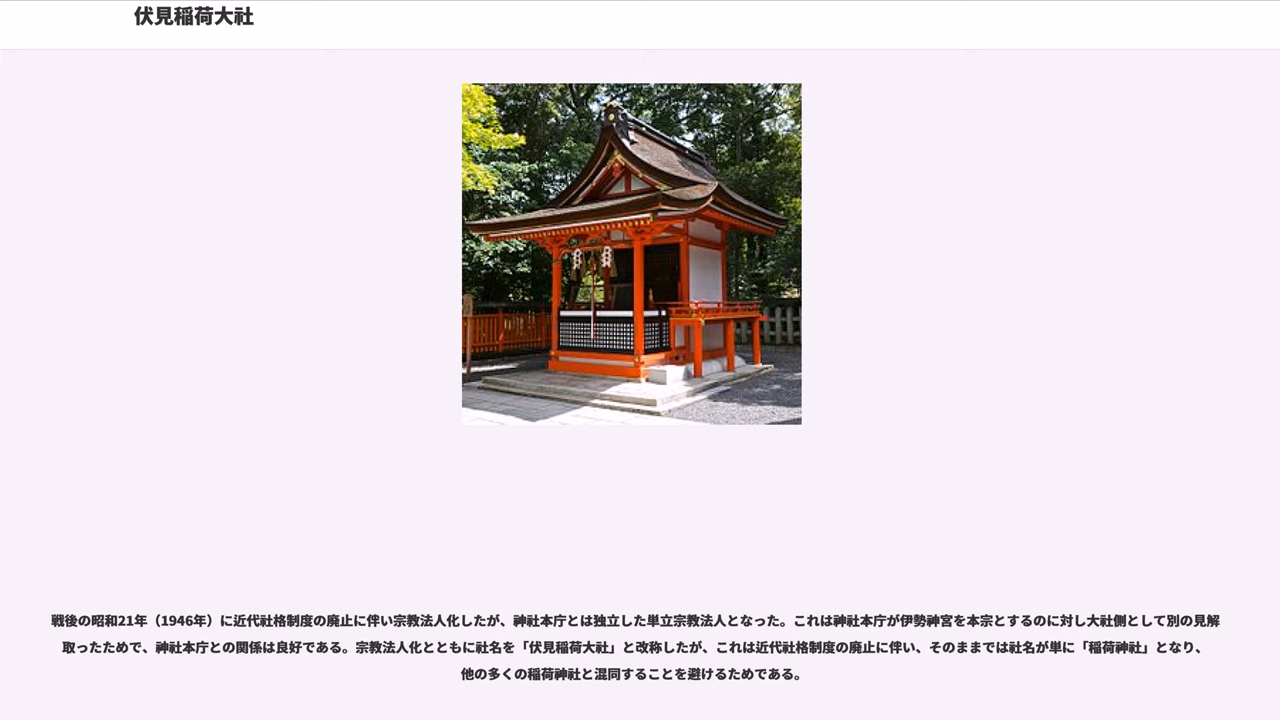 伏見稲荷大社
戦後の昭和21年（1946年）に近代社格制度の廃止に伴い宗教法人化したが、神社本庁とは独立した単立宗教法人となった。これは神社本庁が伊勢神宮を本宗とするのに対し大社側として別の見解
取ったためで、神社本庁との関係は良好である。宗教法人化とともに社名を「伏見稲荷大社」と改称したが、これは近代社格制度の廃止に伴い、そのままでは社名が単に「稲荷神社」となり、
他の多くの稲荷神社と混同することを避けるためである。